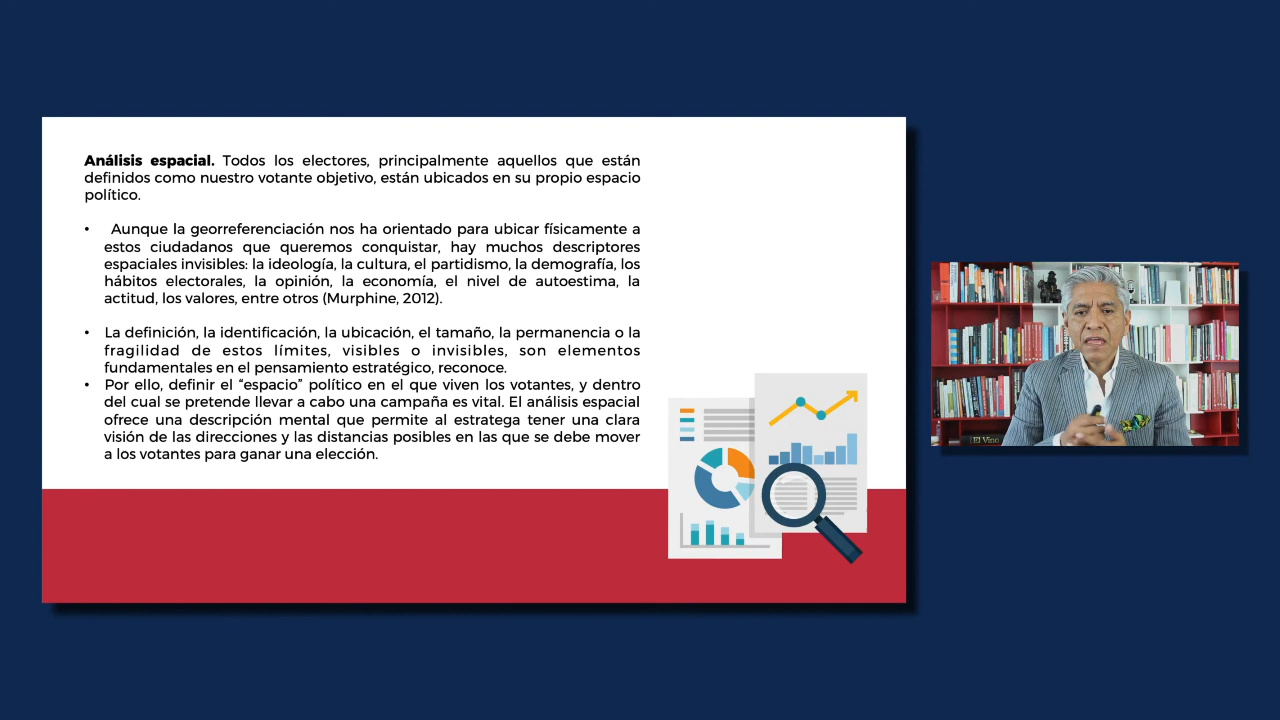 Análisis espacial. Todos los electores, principalmente aquellos que están
definidos como nuestro votante objetivo, están ubicados en su propio espacio
político.
• Aunque la georreferenciación nos ha orientado para ubicar físicamente a
estos ciudadanos que queremos conquistar, hay muchos descriptores
espaciales invisibles: la ideología, la cultura, el partidismo, la demografía, los
hábitos electorales, la opinión, la economía, el nivel de autoestima, la
actitud, los valores, entre otros (Murphine, 2012).
• La definición, la identificación, la ubicación, el tamaño, la permanencia o la
fragilidad de estos límites, visibles o invisibles, son elementos
fundamentales en el pensamiento estratégico, reconoce.
• Por ello, definir el “espacio” político en el que viven los votantes, y dentro
del cual se pretende llevar a cabo una campaña es vital. El análisis espacial
ofrece una descripción mental que permite al estratega tener una clara
visión de las direcciones y las distancias posibles en las que se debe mover
a los votantes para ganar una elección.
El Vino